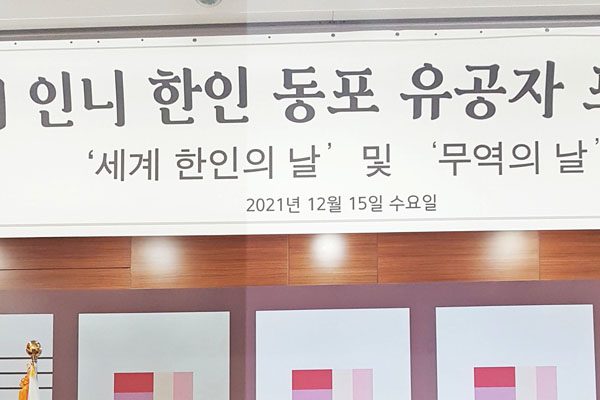 인니 한인 동포 유공자
‘세계 한인의 날’ 및 ‘무역의 날’
2021년 12월 15일 수요일